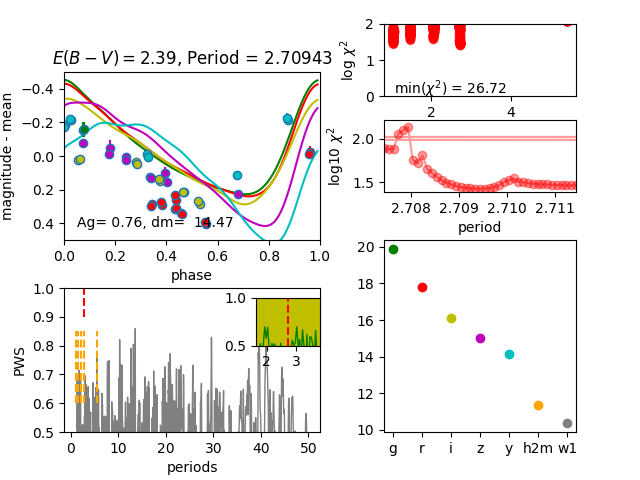 E(B − V) = 2.39, Period = 2.70943
magnitude - mean
−0.4
−0.2
0.0
0.2
0.4
Ag= 0.76, dm=
0.0 0.2 0.4 0.6 0.8 1.0
phase
log χ²
2
1
0
min(χ²) = 26.72
2 4
log10 χ²
2.0
1.5
2.708 2.709 2.710 2.711
period
PWS
1.0
0.9
0.8
0.7
0.6
0.5
1.0
0.5
2 3
0 10 20 30 40 50
periods
20
18
16
14
12
10
g r i z y h2m w1